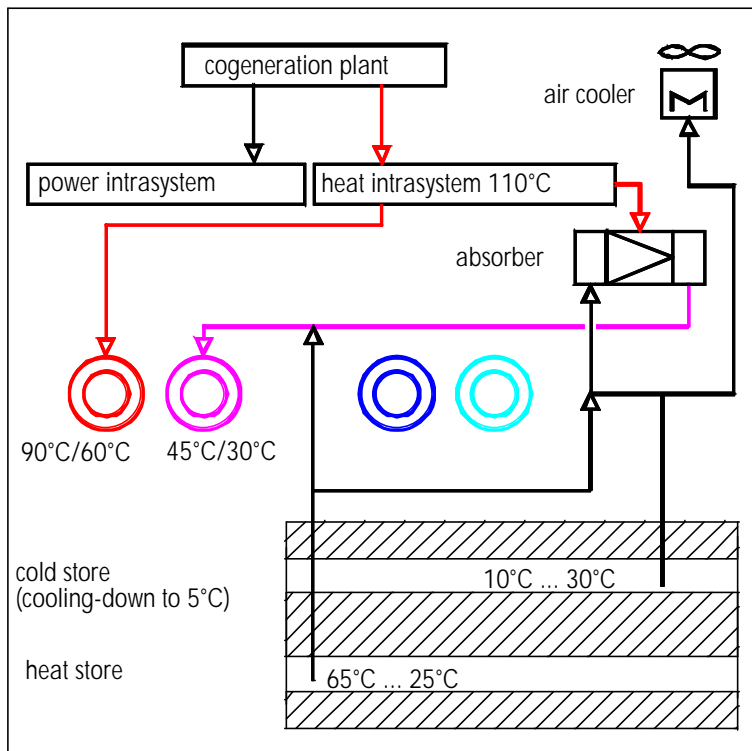 cogeneration plant
air cooler
power intrasystem
heat intrasystem 110°C
absorber
90°C/60°C
45°C/30°C
cold store
(cooling-down to 5°C)
10°C ... 30°C
heat store
65°C ... 25°C